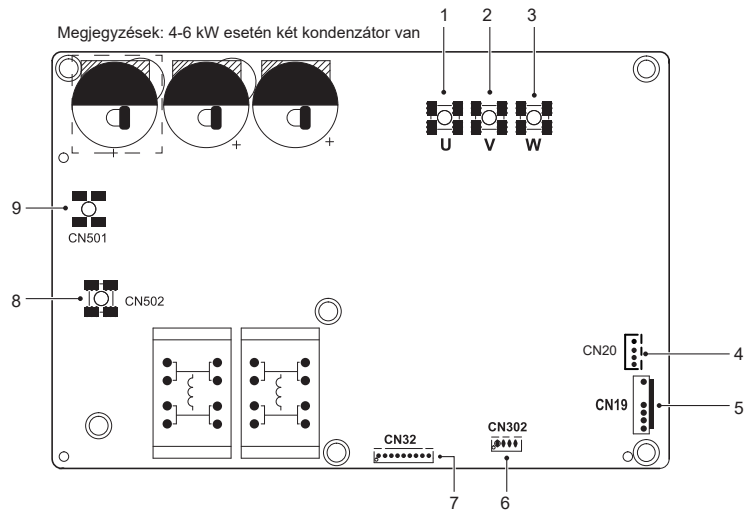 Megjegyzések: 4-6 kW esetén két kondenzátor van
1 2 3
+ + +
U V W
9
CN501
8 CN502
CN20 4
CN19 5
CN302
CN32
7 6